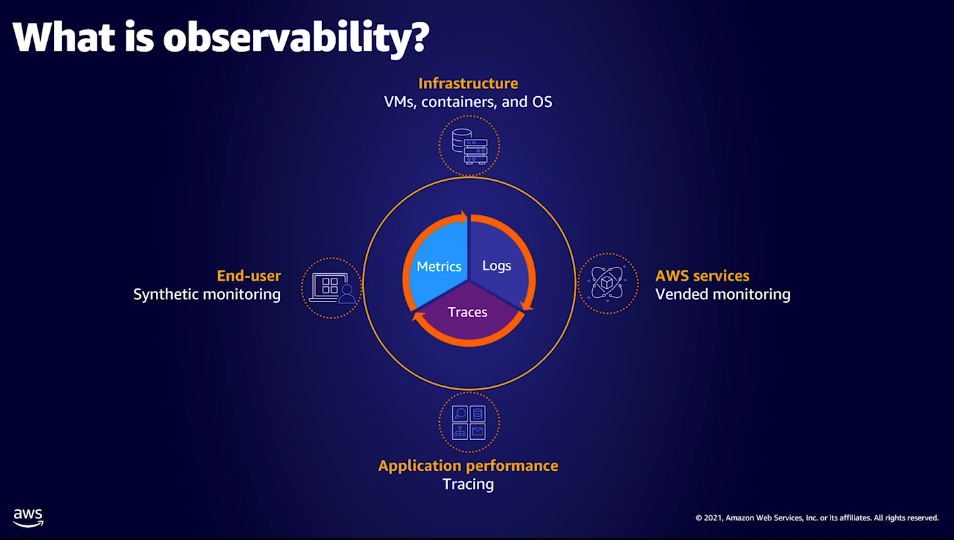 What is observability?
Infrastructure
VMs, containers, and OS
Metrics
Logs
Traces
End-user
Synthetic monitoring
AWS services
Vended monitoring
Application performance
Tracing
aws
© 2021, Amazon Web Services, Inc. or its affiliates. All rights reserved.